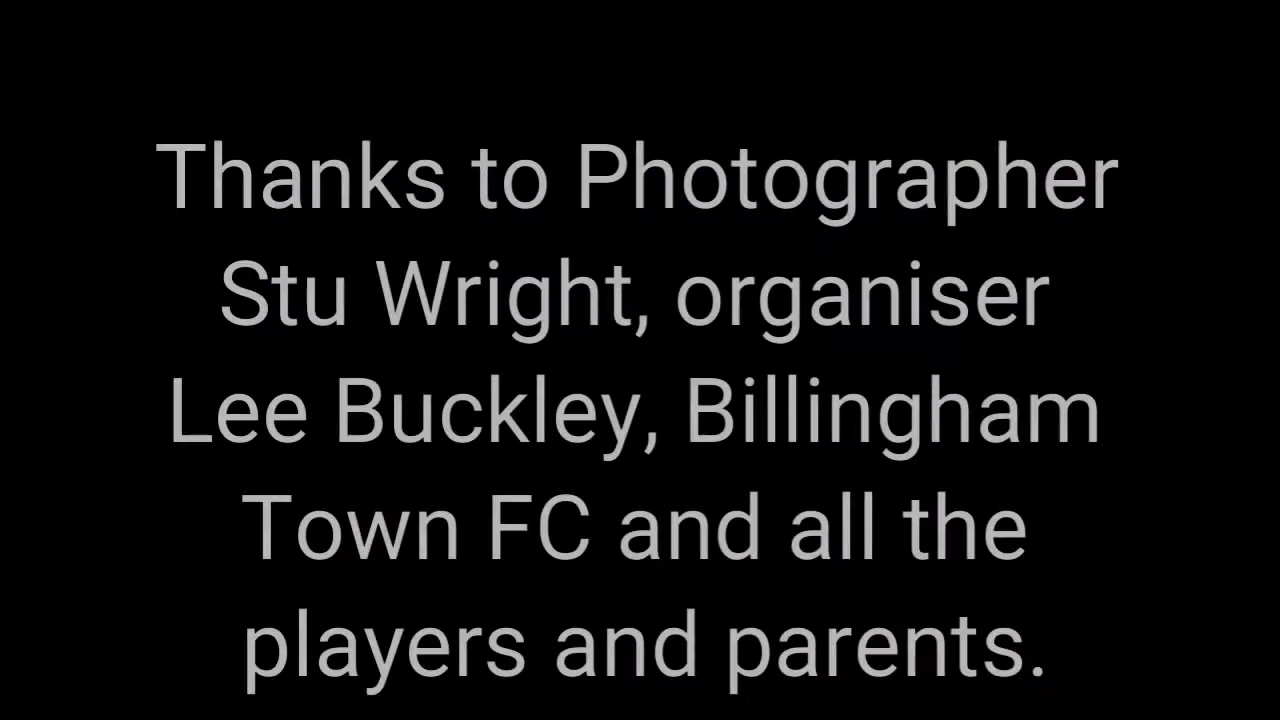 Thanks to Photographer
Stu Wright, organiser
Lee Buckley, Billingham
Town FC and all the
players and parents.